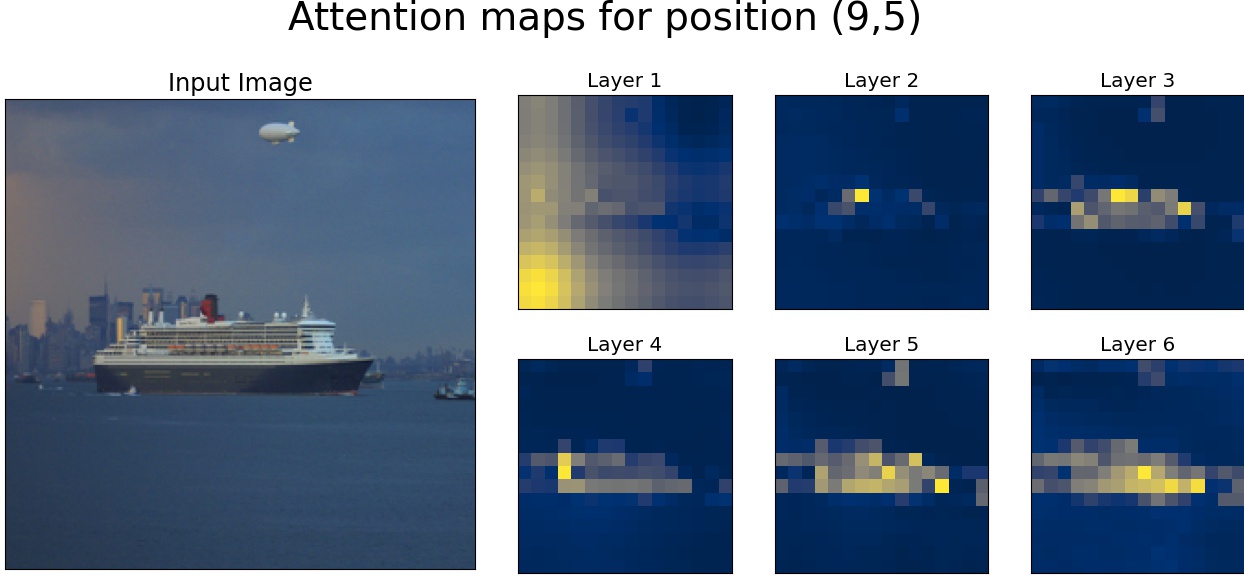 Attention maps for position (9,5)
Input Image
Layer 1
Layer 2
Layer 3
Layer 4
Layer 5
Layer 6